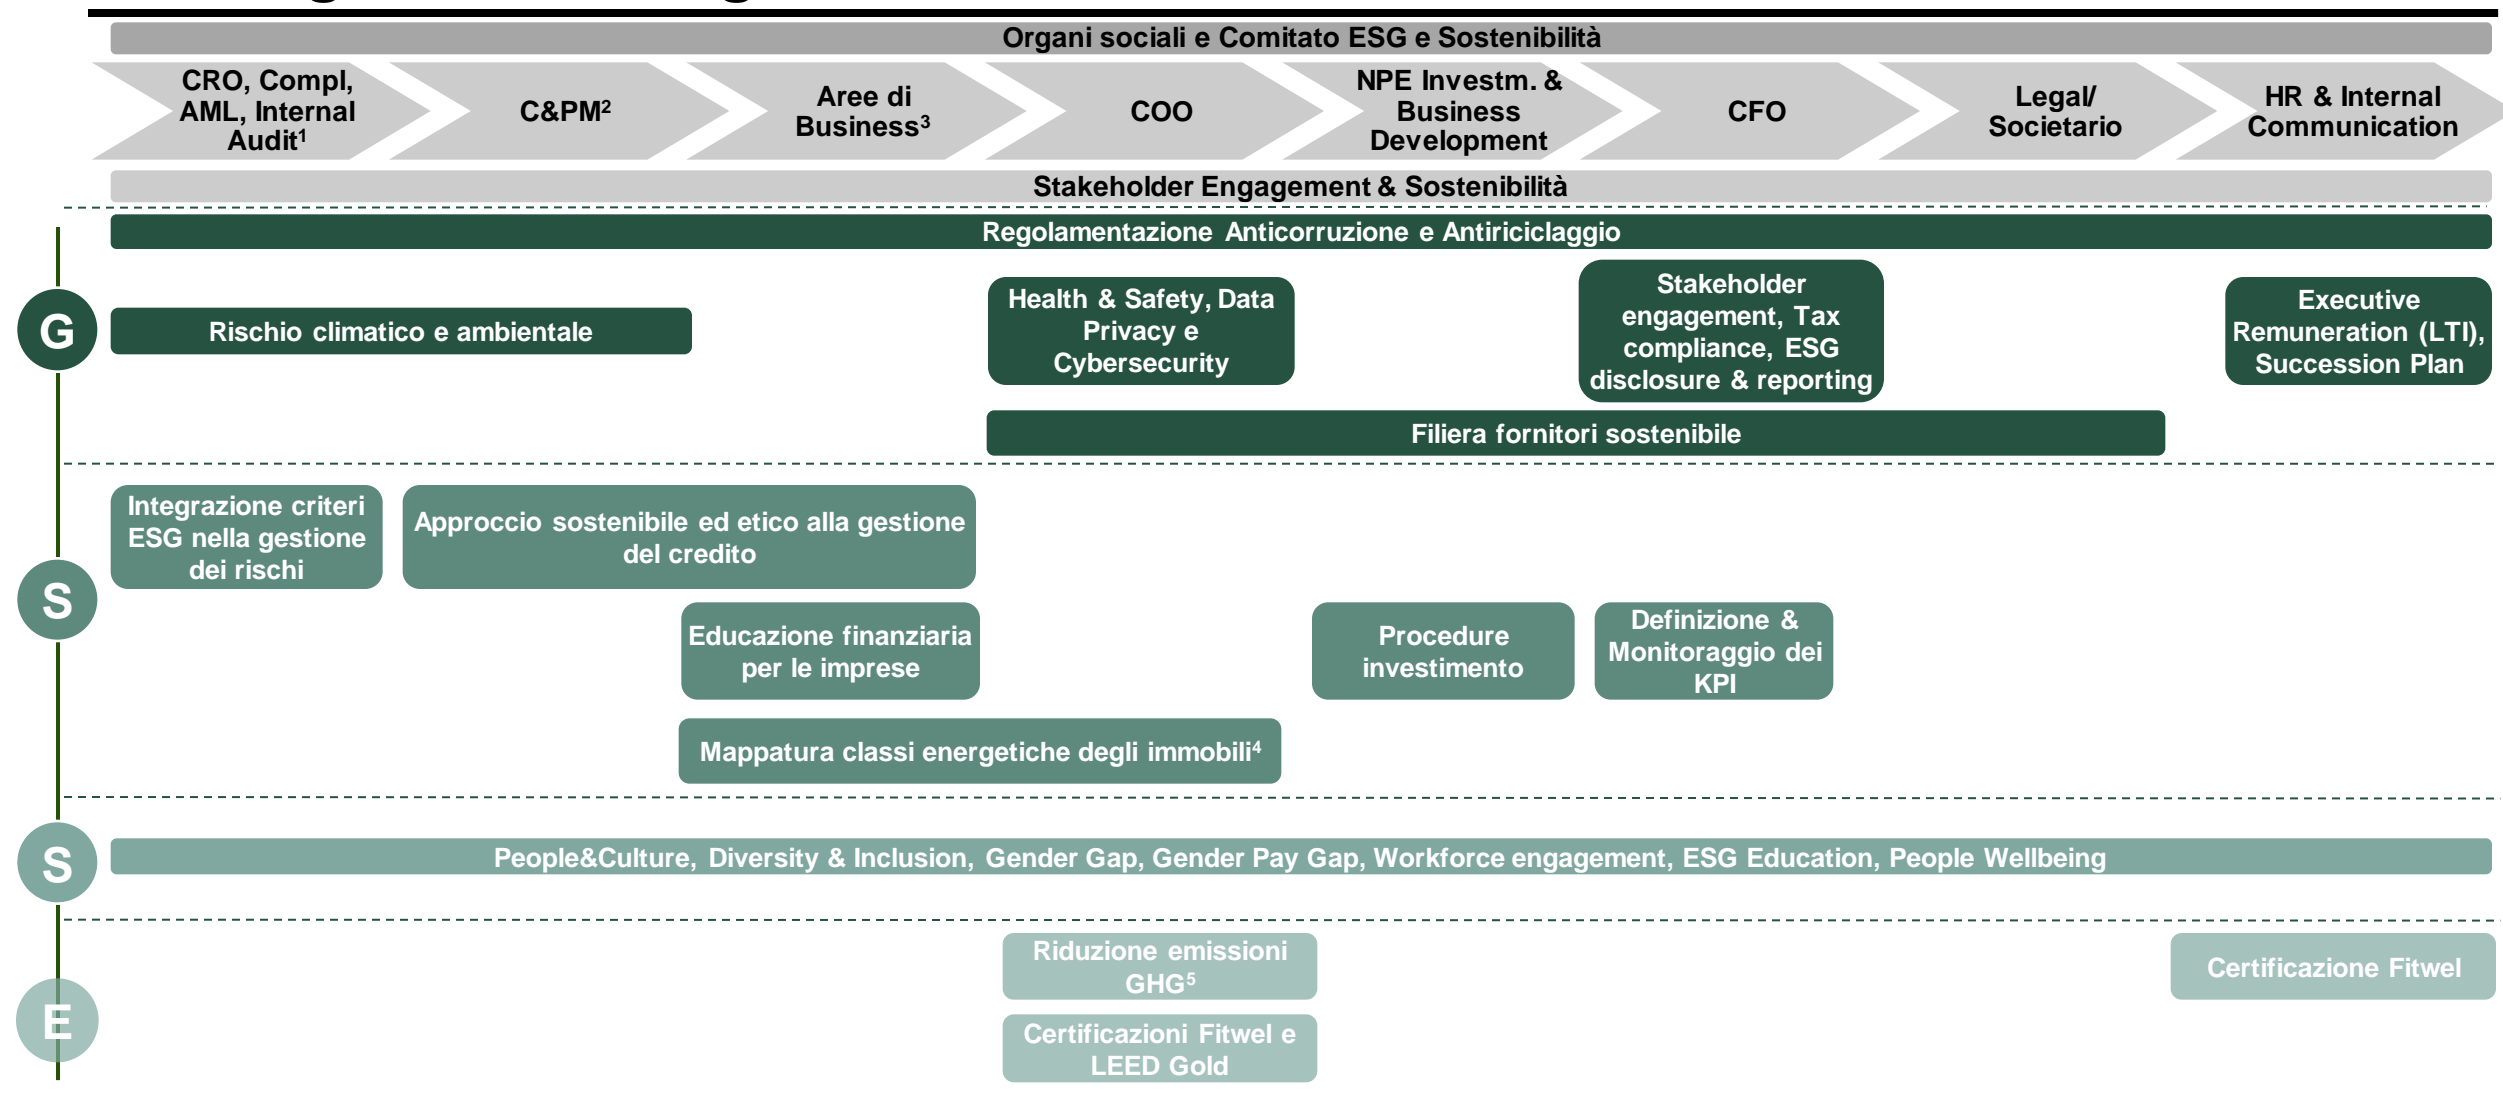 Organi sociali e Comitato ESG e Sostenibilità
CRO, Compl,
AML, Internal
Audit¹
C&PM²
Aree di
Business³
COO
NPE Investm. &
Business
Development
CFO
Legal/
Societario
HR & Internal
Communication
Stakeholder Engagement & Sostenibilità
Regolamentazione Anticorruzione e Antiriciclaggio
G
Rischio climatico e ambientale
Health & Safety, Data
Privacy e
Cybersecurity
Stakeholder
engagement, Tax
compliance, ESG
disclosure & reporting
Executive
Remuneration (LTI),
Succession Plan
Filiera fornitori sostenibile
S
Integrazione criteri
ESG nella gestione
dei rischi
Approccio sostenibile ed etico alla gestione
del credito
Educazione finanziaria
per le imprese
Procedure
investimento
Definizione &
Monitoraggio dei
KPI
Mappatura classi energetiche degli immobili⁴
S
People&Culture, Diversity & Inclusion, Gender Gap, Gender Pay Gap, Workforce engagement, ESG Education, People Wellbeing
E
Riduzione emissioni
GHG⁵
Certificazione Fitwel
Certificazioni Fitwel e
LEED Gold